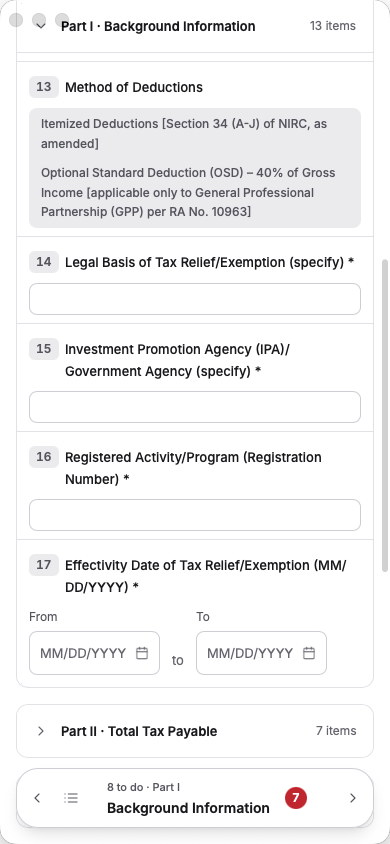 Part I · Background Information
13 items
13 Method of Deductions
Itemized Deductions [Section 34 (A-J) of NIRC, as
amended]
Optional Standard Deduction (OSD) – 40% of Gross
Income [applicable only to General Professional
Partnership (GPP) per RA No. 10963]
14 Legal Basis of Tax Relief/Exemption (specify) *
15 Investment Promotion Agency (IPA)/
Government Agency (specify) *
16 Registered Activity/Program (Registration
Number) *
17 Effectivity Date of Tax Relief/Exemption (MM/
DD/YYYY) *
From To
MM/DD/YYYY to MM/DD/YYYY
Part II · Total Tax Payable 7 items
8 to do · Part I
Background Information 7